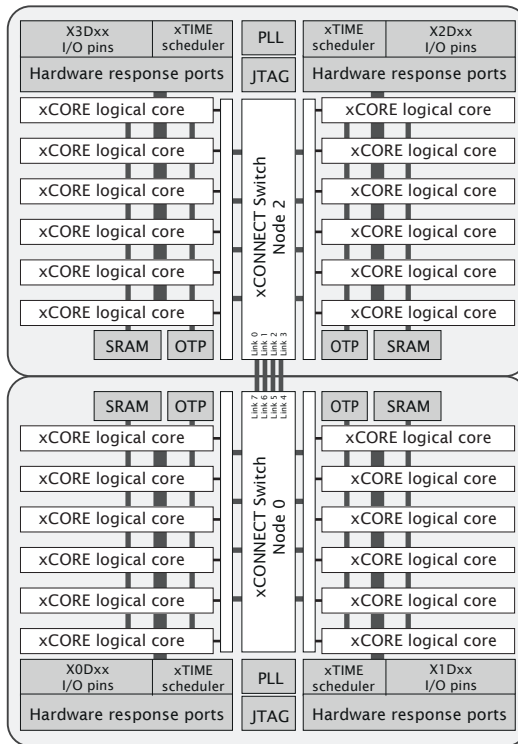 X3Dxx
I/O pins
xTIME
scheduler
PLL
xTIME
scheduler
X2Dxx
I/O pins
Hardware response ports
JTAG
Hardware response ports
xCORE logical core
xCORE logical core
xCORE logical core
xCORE logical core
xCORE logical core
xCORE logical core
xCONNECT Switch
Node 2
xCORE logical core
xCORE logical core
xCORE logical core
xCORE logical core
xCORE logical core
xCORE logical core
SRAM
OTP
Link 0
Link 1
Link 2
Link 3
OTP
SRAM
SRAM
OTP
Link 7
Link 6
Link 5
Link 4
OTP
SRAM
xCORE logical core
xCORE logical core
xCORE logical core
xCORE logical core
xCORE logical core
xCORE logical core
xCONNECT Switch
Node 0
xCORE logical core
xCORE logical core
xCORE logical core
xCORE logical core
xCORE logical core
xCORE logical core
X0Dxx
I/O pins
xTIME
scheduler
PLL
xTIME
scheduler
X1Dxx
I/O pins
Hardware response ports
JTAG
Hardware response ports